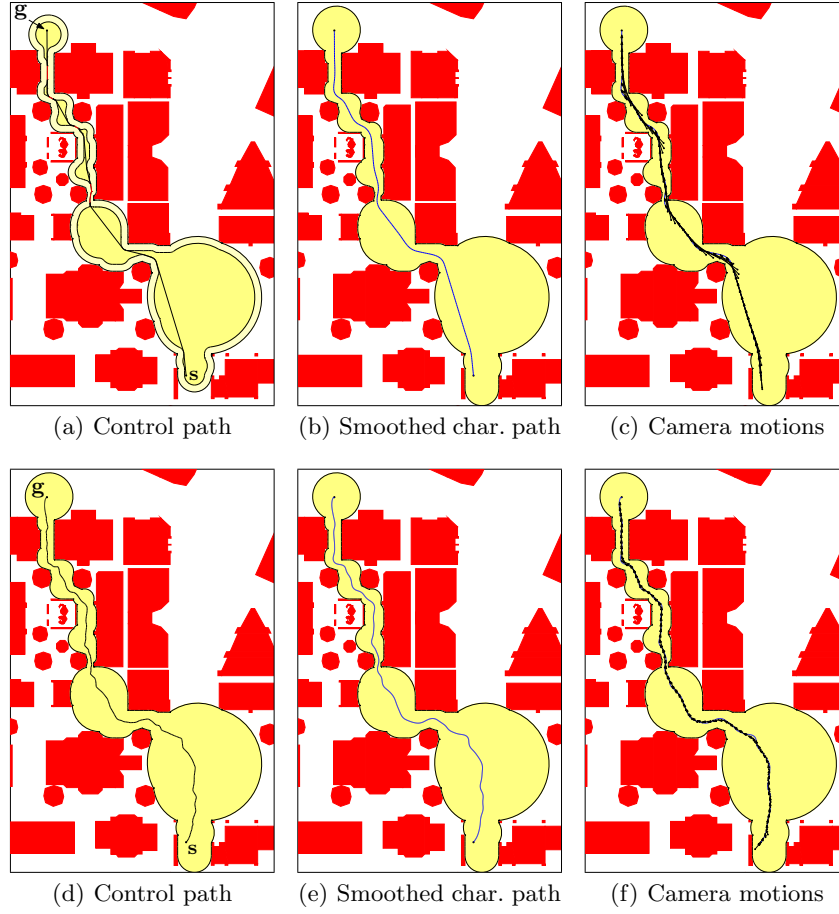 g
s
(a) Control path
(b) Smoothed char. path
(c) Camera motions
g
s
(d) Control path
(e) Smoothed char. path
(f) Camera motions